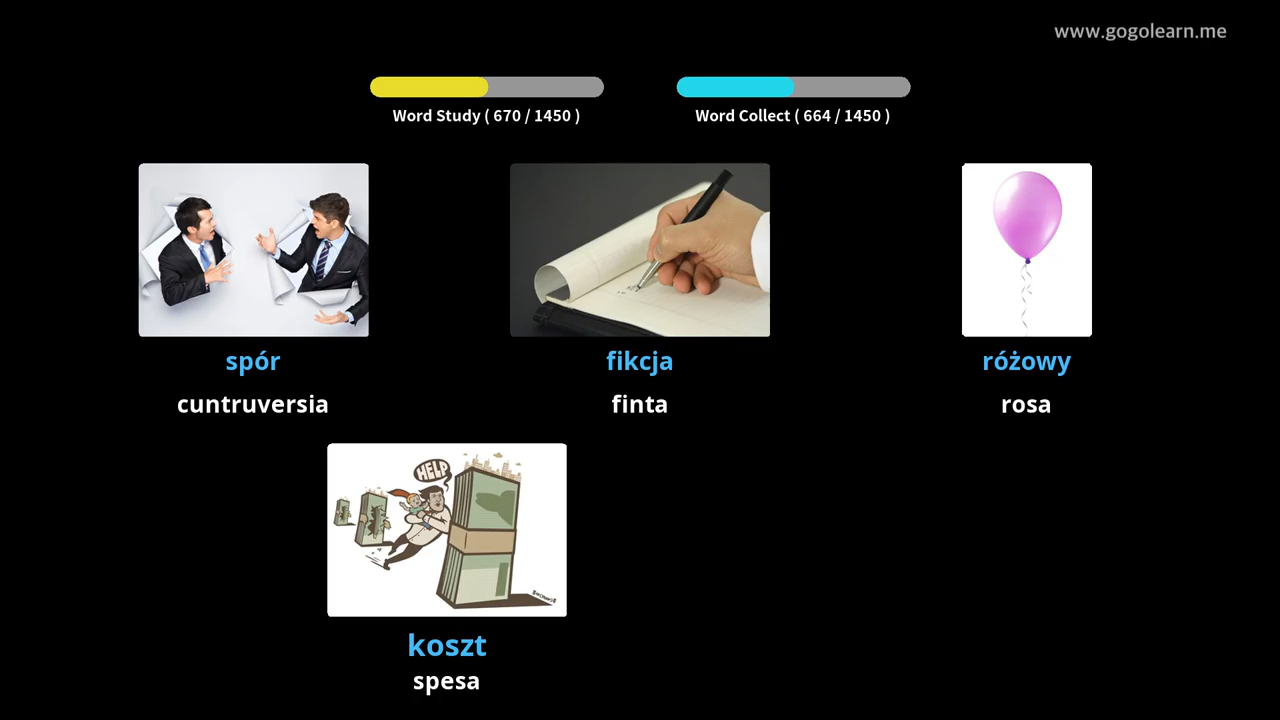 www.gogolearn.me
Word Study ( 670 / 1450 )
Word Collect ( 664 / 1450 )
spór
fikcja
różowy
cuntruversia
finta
rosa
HELP
koszt
spesa